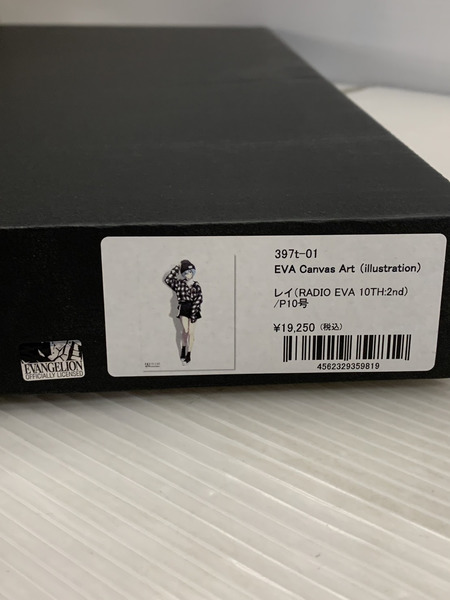 397t-01
EVA Canvas Art (illustration)
レイ(RADIO EVA 10TH:2nd)
/P10号
¥19,250 (税込)
4562329359819
EVANGELION
OFFICIALLY LICENSED